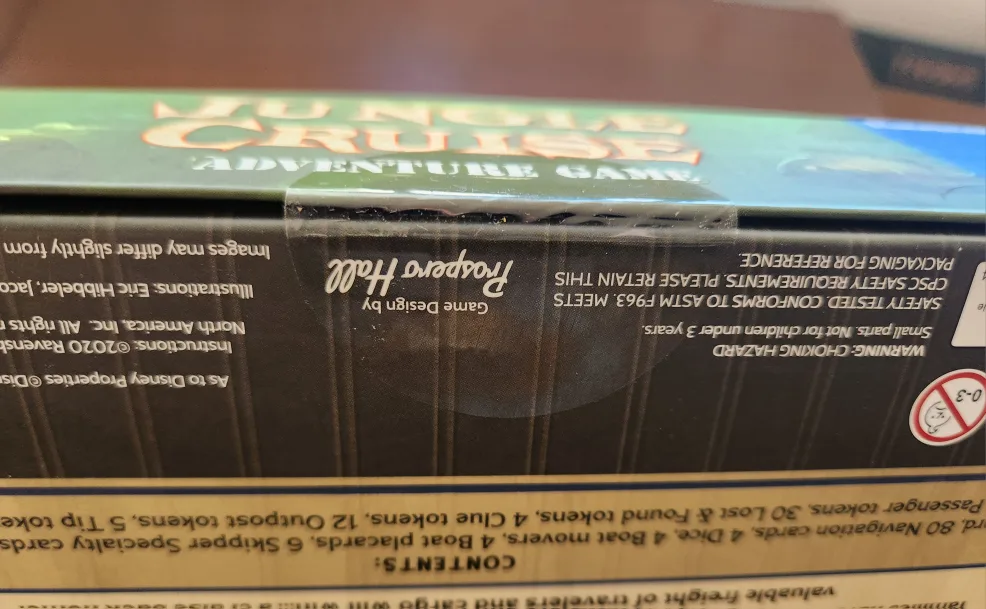 JUNGLE
CRUISE
ADVENTURE GAME
valuable freight of travelers and cargo will win
CONTENTS:
rd, 80 Navigation cards, 4 Dice, 4 Boat movers, 4 Boat placards, 6 Skipper Specialty cards
Passenger tokens, 30 Lost & Found tokens, 4 Clue tokens, 12 Outpost tokens, 5 Tip toke
0-3
WARNING: CHOKING HAZARD
Small parts. Not for children under 3 years.
SAFETY TESTED. CONFORMS TO ASTM F963. MEETS
CPSC SAFETY REQUIREMENTS. PLEASE RETAIN THIS
PACKAGING FOR REFERENCE.
Game Design by
Prospero Hall
As to Disney Properties ©Dis
Instructions: ©2020 Ravensb
North America, Inc. All rights r
Illustrations: Eric Hibbeler, Jaco
Images may differ slightly from